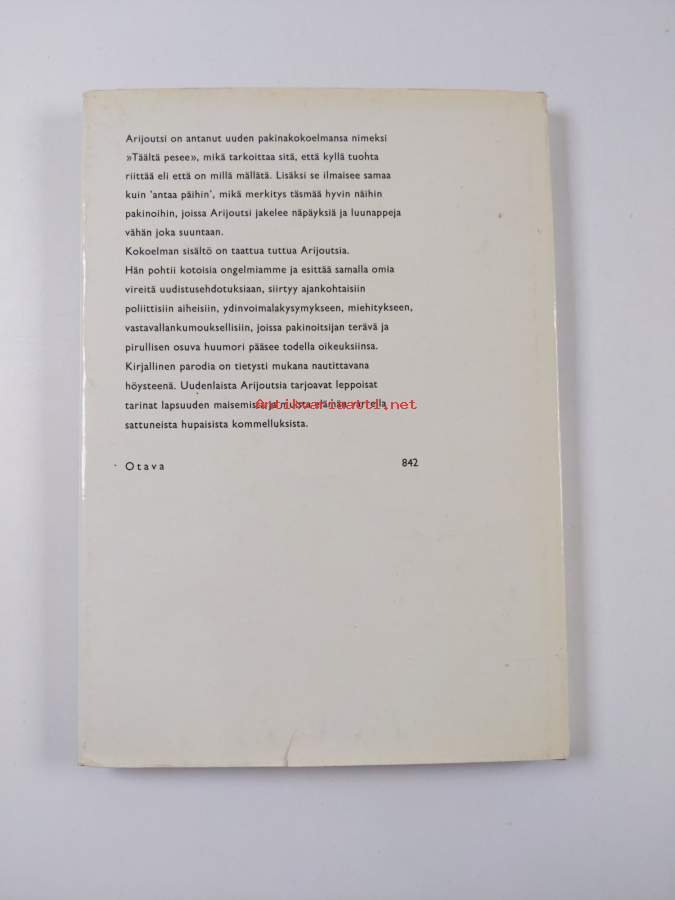 Arijoutsi on antanut uuden pakinakokoelmansa nimeksi
»Täältä pesee», mikä tarkoittaa sitä, että kyllä tuohta
riittää eli että on millä mällätä. Lisäksi se ilmaisee samaa
kuin 'antaa päihin', mikä merkitys täsmää hyvin näihin
pakinoihin, joissa Arijoutsi jakelee näpäyksiä ja luunappeja
vähän joka suuntaan.
Kokoelman sisältö on taattua tuttua Arijoutsia.
Hän pohtii kotoisia ongelmiamme ja esittää samalla omia
vireitä uudistusehdotuksiaan, siirtyy ajankohtaisiin
poliittisiin aiheisiin, ydinvoimalakysymykseen, miehitykseen,
vastavallankumouksellisiin, joissa pakinoitsijan terävä ja
pirullisen osuva huumori pääsee todella oikeuksiinsa.
Kirjallinen parodia on tietysti mukana nautittavana
höysteenä. Uudenlaista Arijoutsia tarjoavat leppoisat
tarinat lapsuuden maisemista ja
Antikvariaatti.net
sattuneista hupaisista kommelluksista.
Otava 842